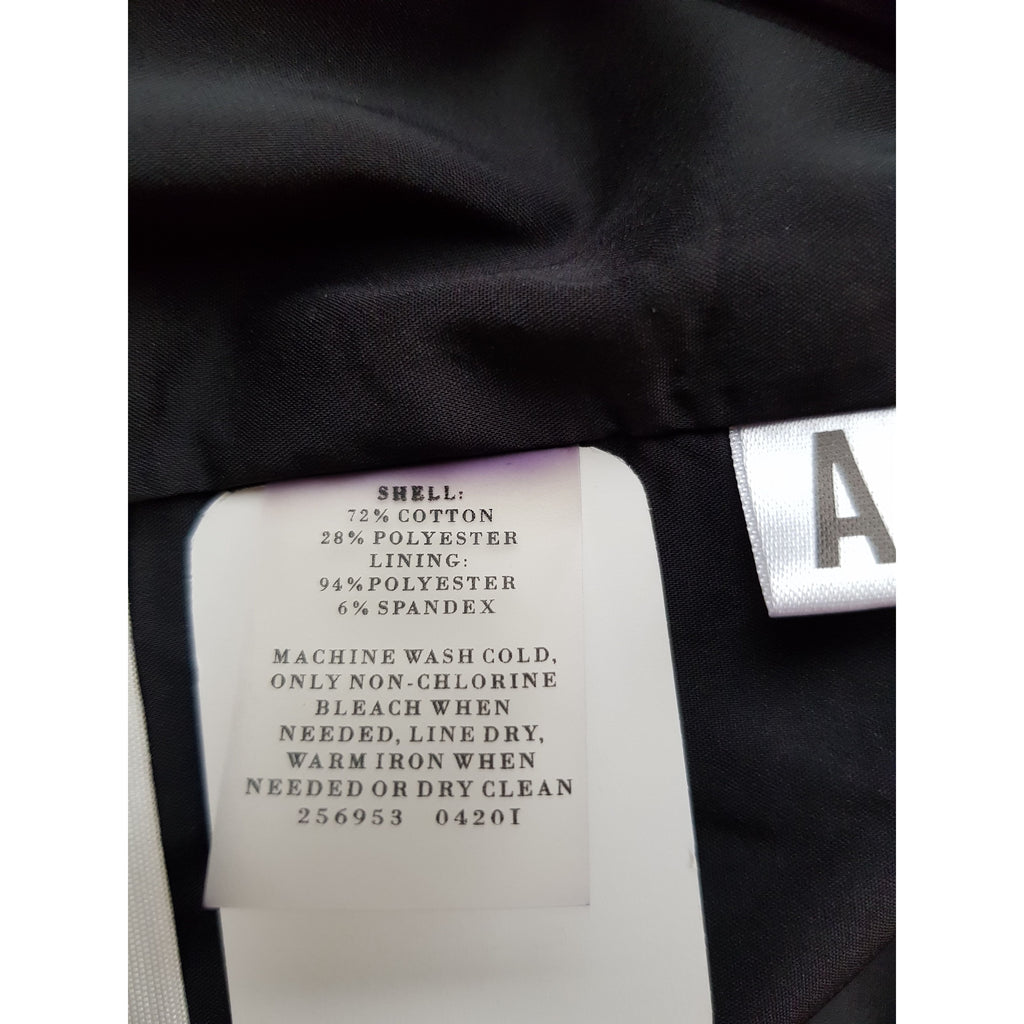 SHELL:
72% COTTON
28% POLYESTER
LINING:
94%POLYESTER
6% SPANDEX
MACHINE WASH COLD,
ONLY NON-CHLORINE
BLEACH WHEN
NEEDED, LINE DRY,
WARM IRON WHEN
NEEDED OR DRY CLEAN
256953 04201
A